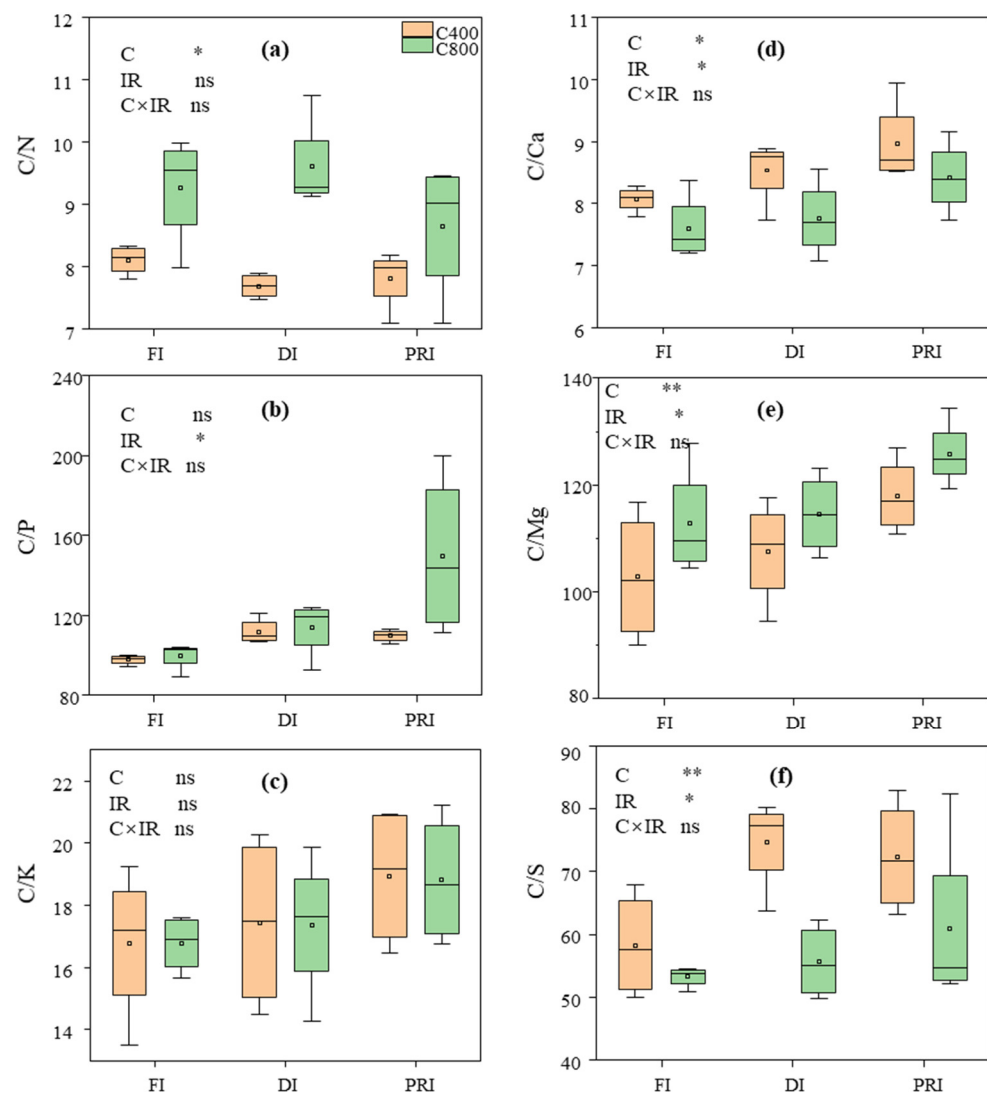 (a)
C400
C800
C *
IR ns
C×IR ns
C/N
12
11
10
9
8
7
FI DI PRI
(d)
C *
IR *
C×IR ns
C/Ca
11
10
9
8
7
6
FI DI PRI
(b)
C ns
IR *
C×IR ns
C/P
240
200
160
120
80
FI DI PRI
(e)
C **
IR *
C×IR ns
C/Mg
140
120
100
80
FI DI PRI
(c)
C ns
IR ns
C×IR ns
C/K
22
20
18
16
14
FI DI PRI
(f)
C **
IR *
C×IR ns
C/S
90
80
70
60
50
40
FI DI PRI